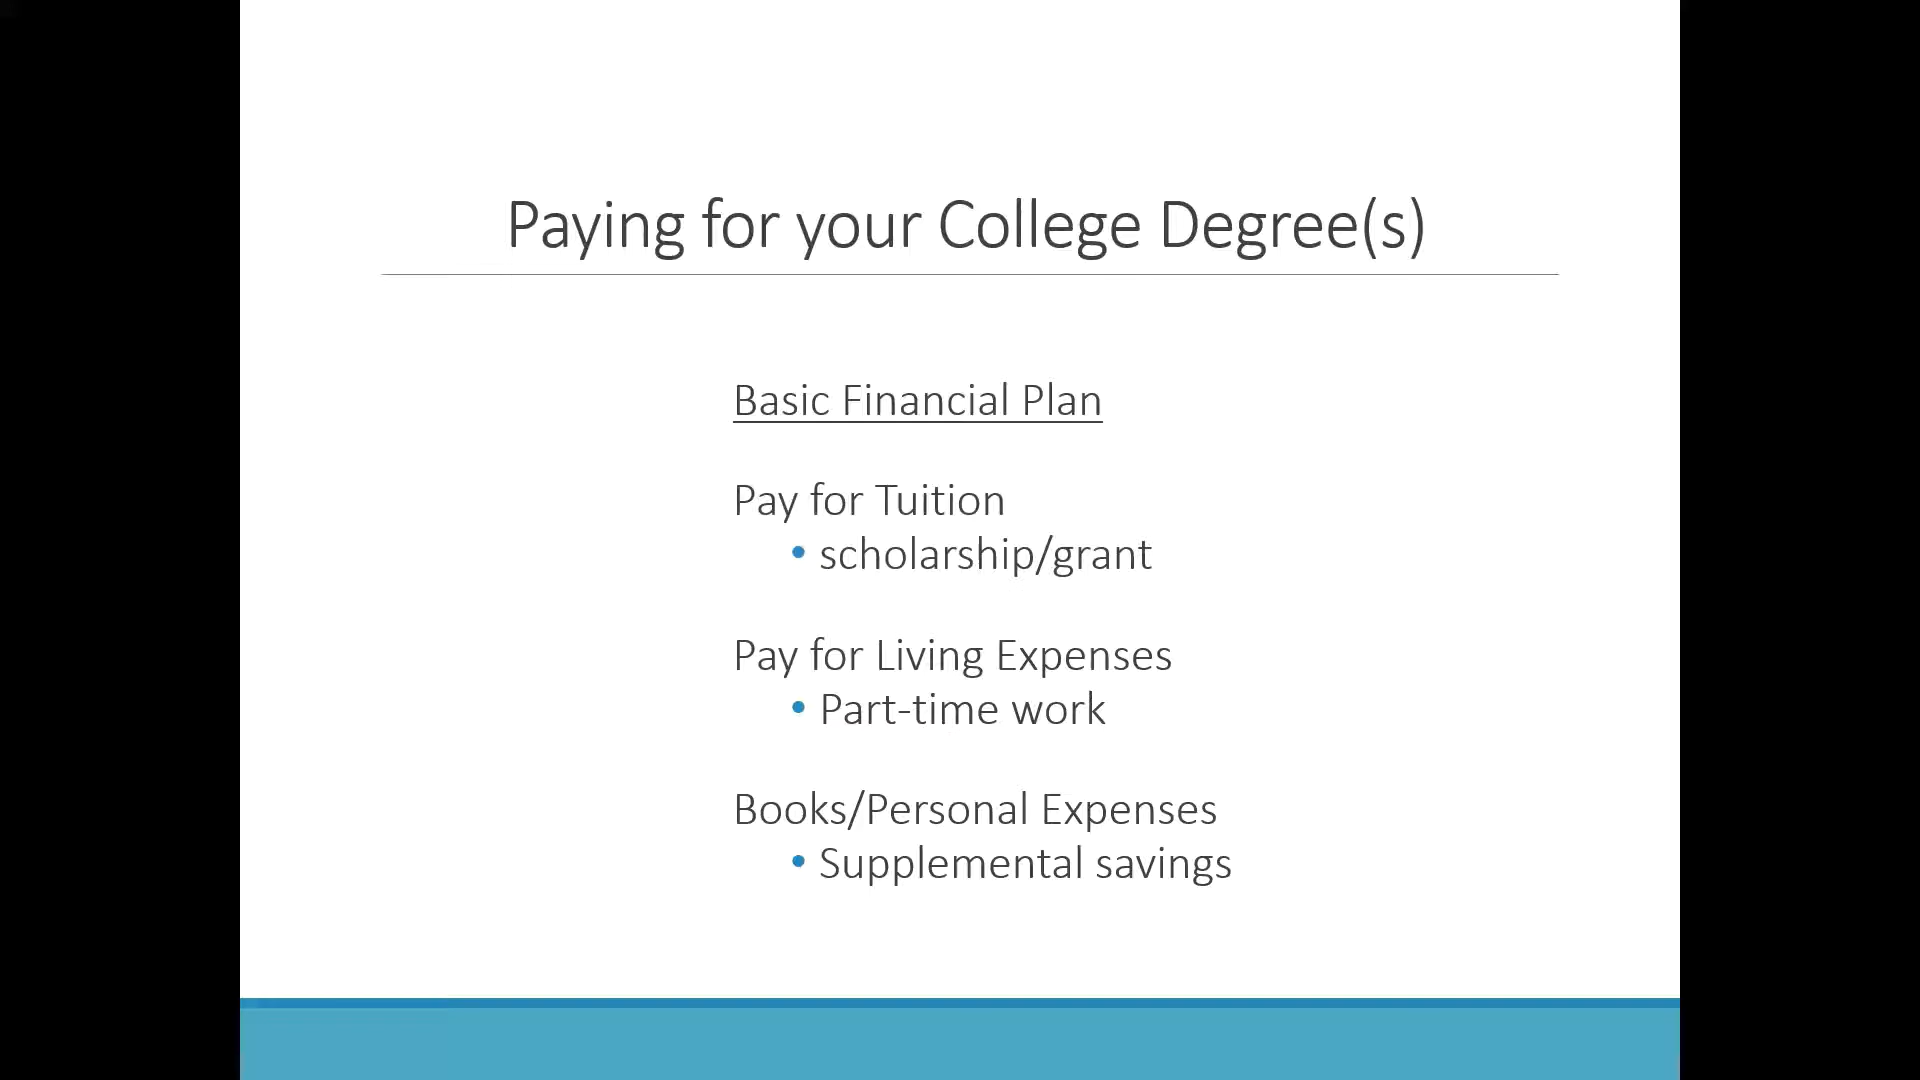 Paying for your College Degree(s)
Basic Financial Plan
Pay for Tuition
• scholarship/grant
Pay for Living Expenses
• Part-time work
Books/Personal Expenses
• Supplemental savings